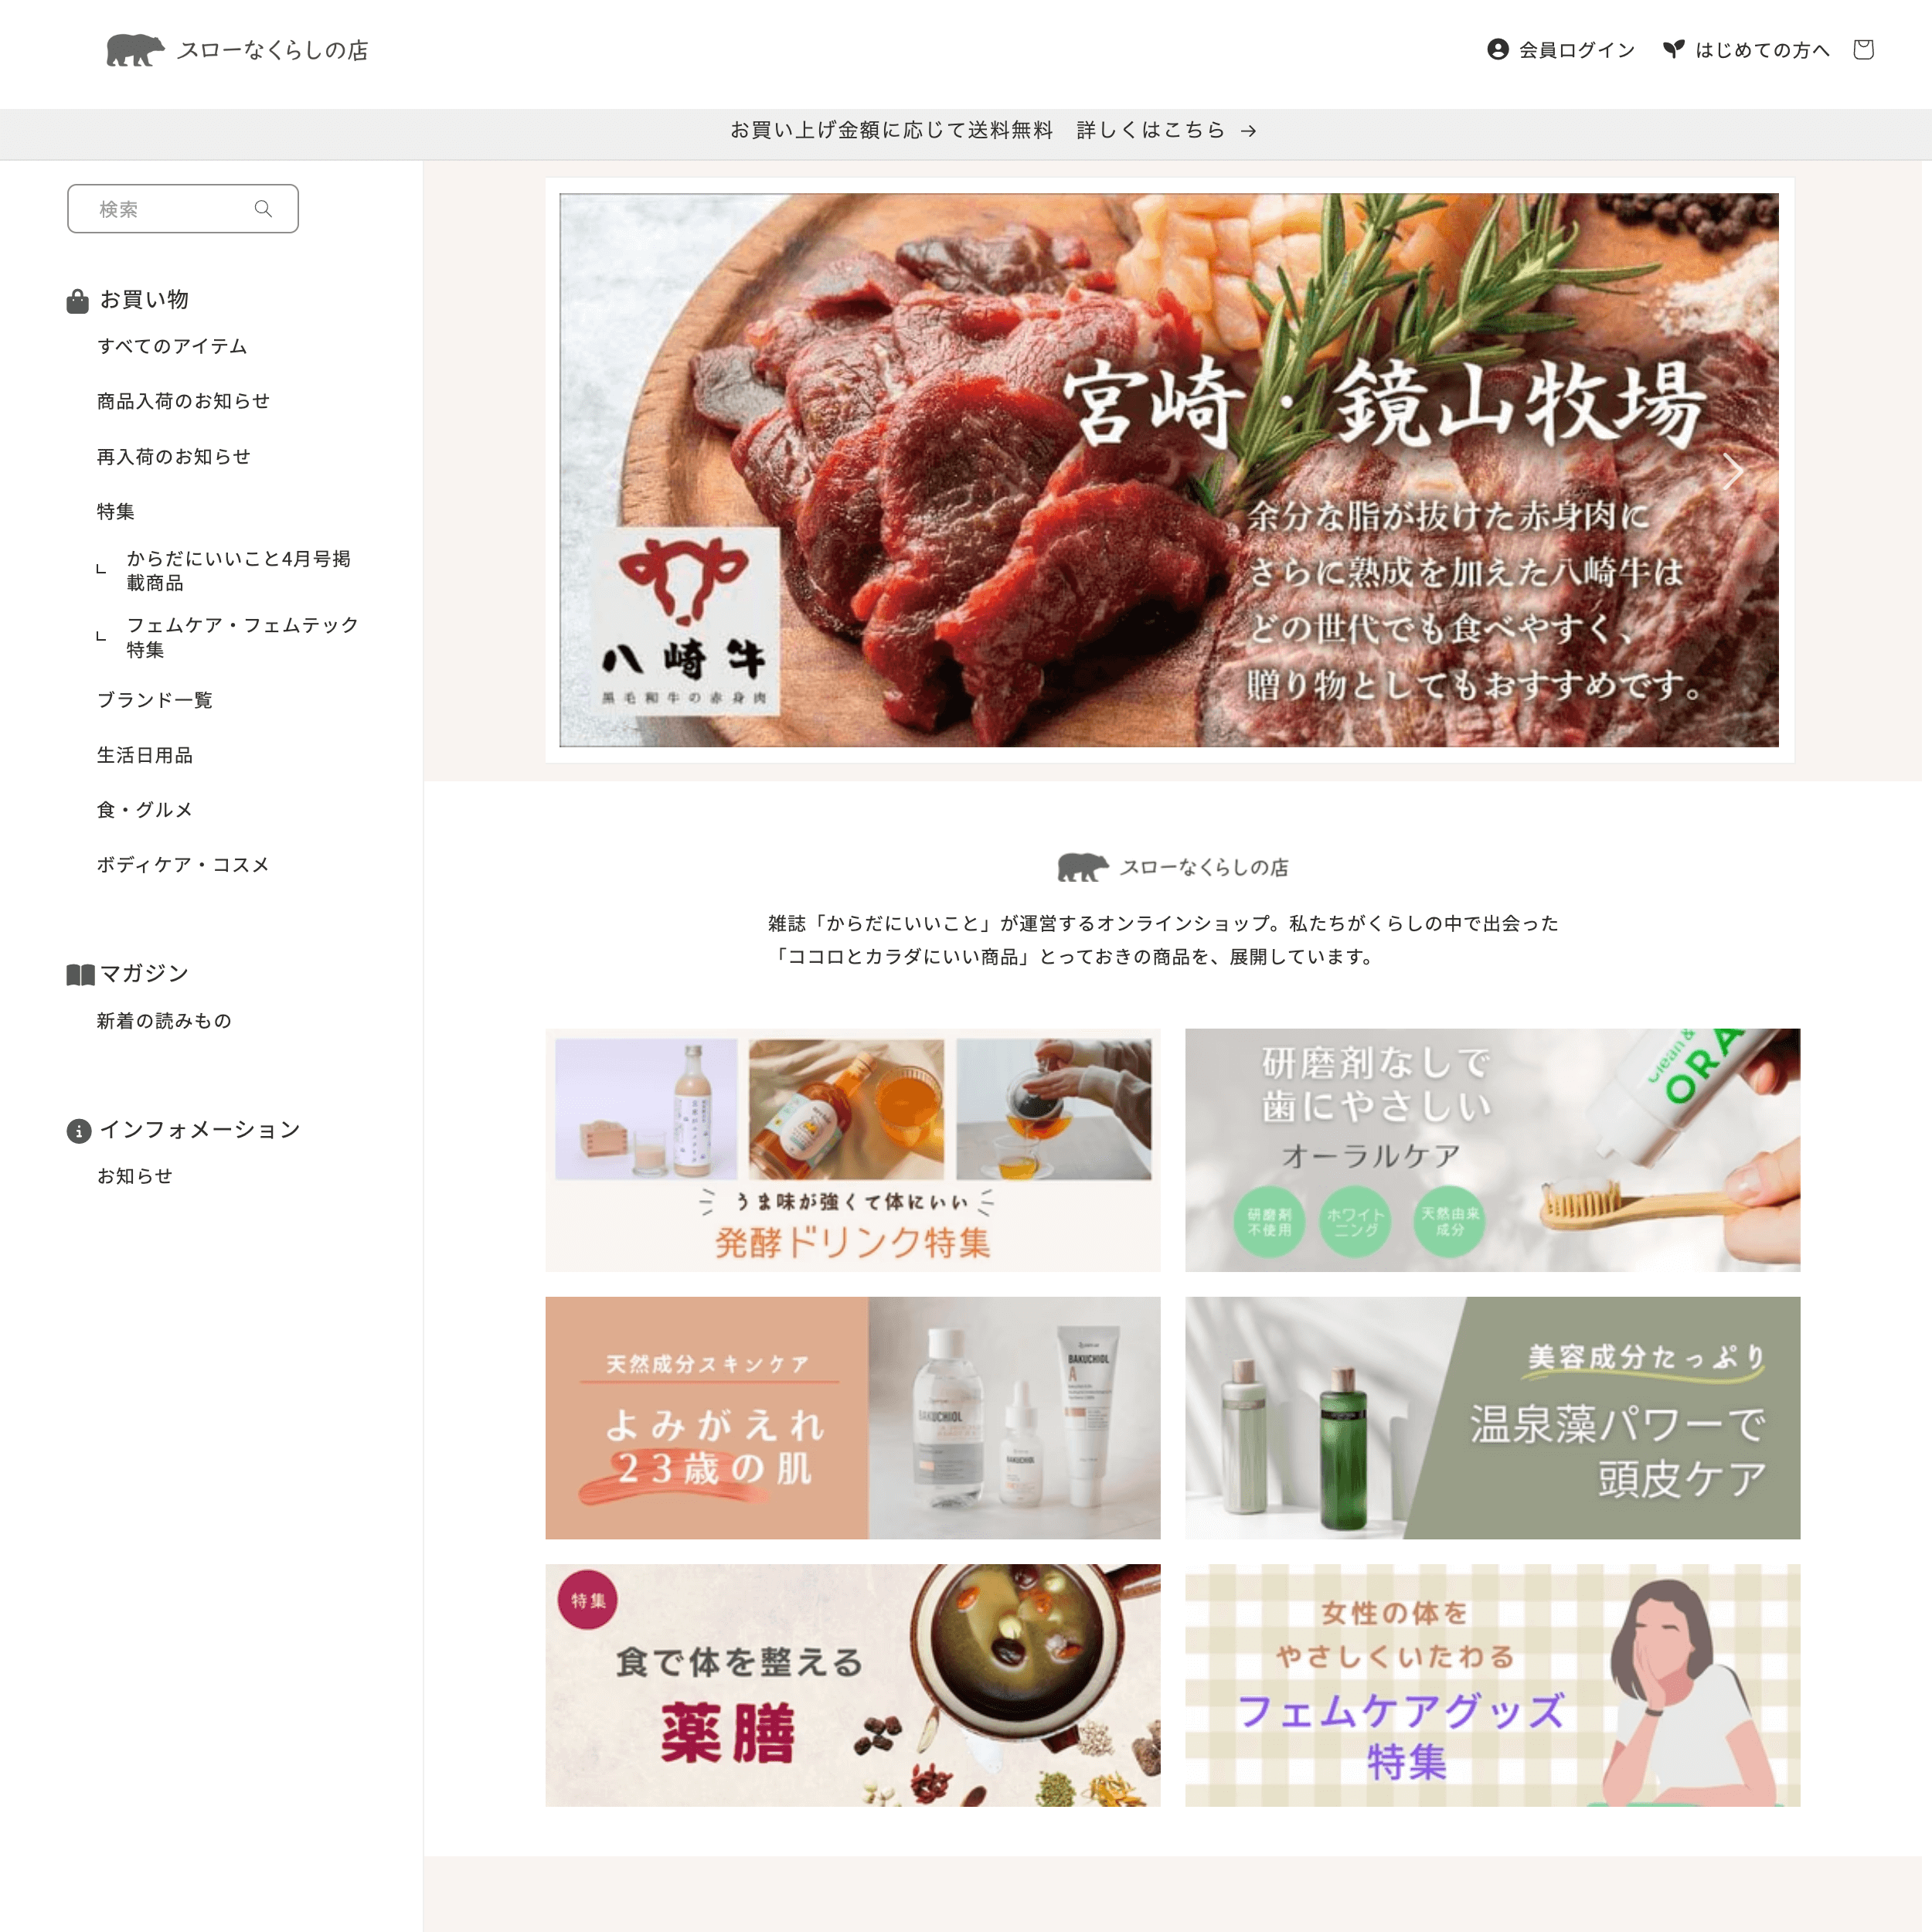 スローなくらしの店
会員ログイン
はじめての方へ
お買い上げ金額に応じて送料無料　詳しくはこちら →
検索
お買い物
すべてのアイテム
商品入荷のお知らせ
再入荷のお知らせ
特集
からだにいいこと4月号掲
載商品
フェムケア・フェムテック
特集
ブランド一覧
生活日用品
食・グルメ
ボディケア・コスメ
マガジン
新着の読みもの
インフォメーション
お知らせ
宮崎・鏡山牧場
余分な脂が抜けた赤身肉に
さらに熟成を加えた八崎牛は
どの世代でも食べやすく、
贈り物としてもおすすめです。
八崎牛
黒毛和牛の赤身肉
スローなくらしの店
雑誌「からだにいいこと」が運営するオンラインショップ。私たちがくらしの中で出会った
「ココロとカラダにいい商品」とっておきの商品を、展開しています。
うま味が強くて体にいい
発酵ドリンク特集
研磨剤なしで
歯にやさしい
オーラルケア
研磨剤
不使用
ホワイト
ニング
天然由来
成分
Clean &
ORA
天然成分スキンケア
よみがえれ
23歳の肌
BAKUCHIOL
BAKUCHIOL
BAKUCHIOL
A
美容成分たっぷり
温泉藻パワーで
頭皮ケア
特集
食で体を整える
薬膳
女性の体を
やさしくいたわる
フェムケアグッズ
特集